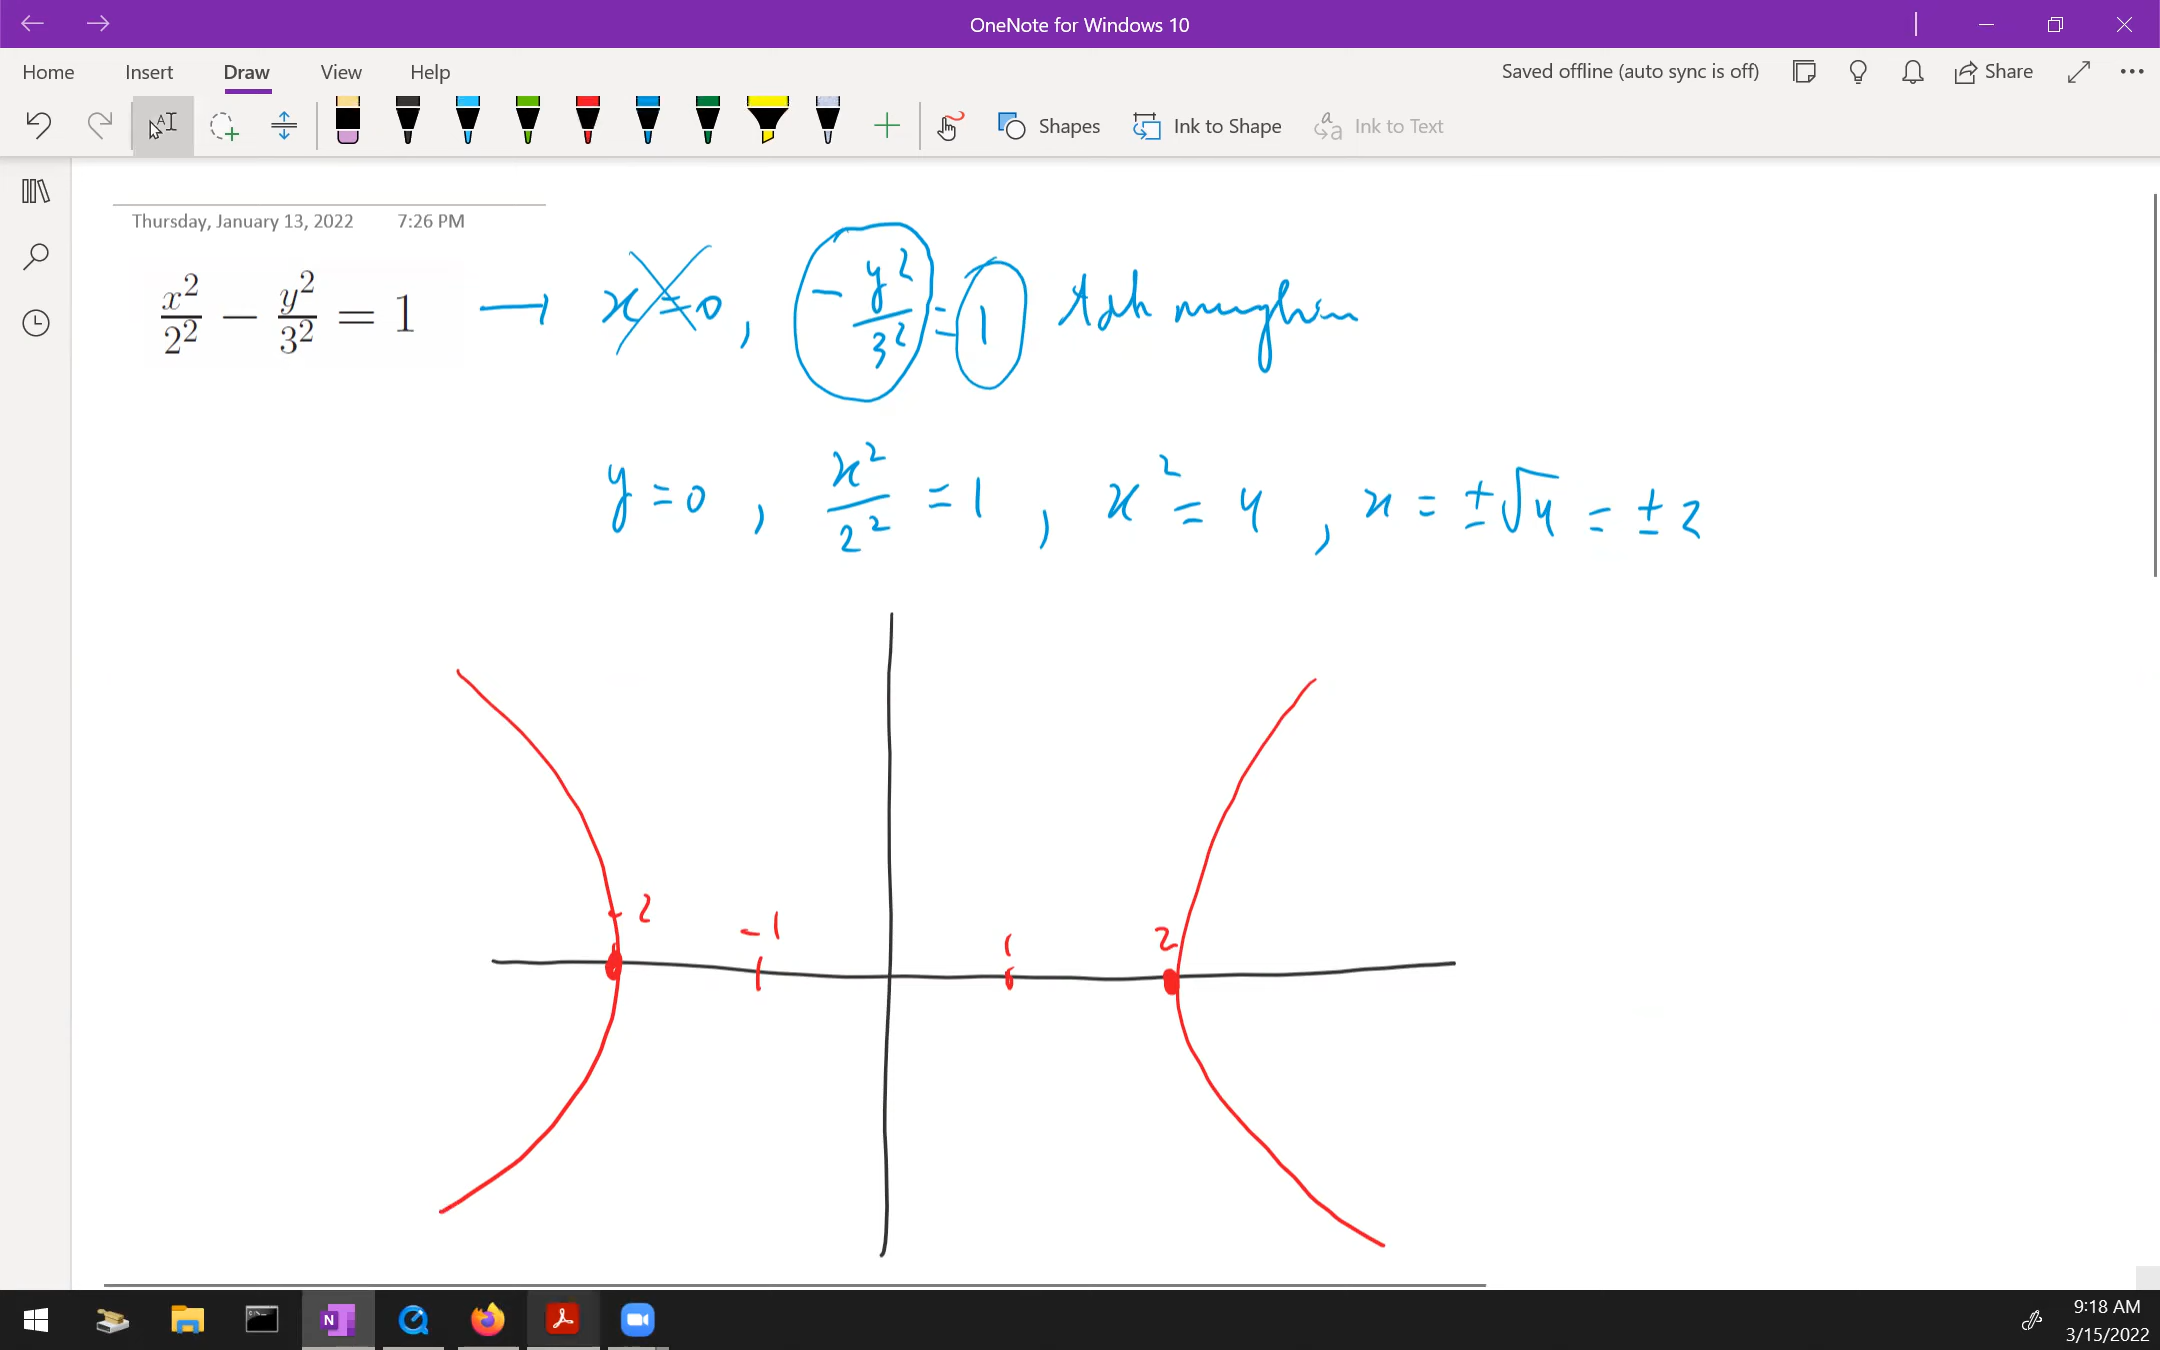 OneNote for Windows 10
Home Insert Draw View Help
Saved offline (auto sync is off) Share
Shapes Ink to Shape Ink to Text
Thursday, January 13, 2022 7:26 PM
x²/2² − y²/3² = 1 → x=0, −y²/3² = 1 tdk mungkin
y=0, x²/2² = 1, x² = 4, x = ±√4 = ±2
-2 -1 1 2
9:18 AM
3/15/2022